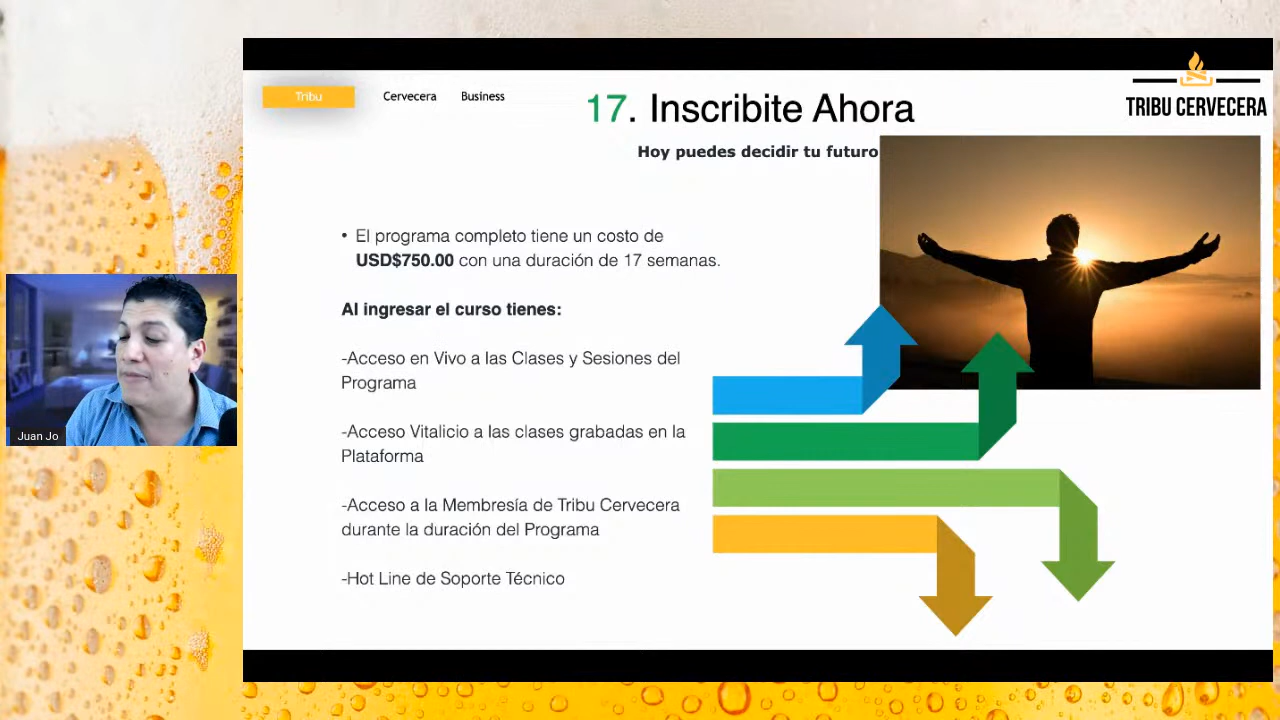 Tribu
Cervecera
Business
17. Inscribite Ahora
Hoy puedes decidir tu futuro
TRIBU CERVECERA
• El programa completo tiene un costo de
USD$750.00 con una duración de 17 semanas.
Al ingresar el curso tienes:
-Acceso en Vivo a las Clases y Sesiones del
Programa
-Acceso Vitalicio a las clases grabadas en la
Plataforma
-Acceso a la Membresía de Tribu Cervecera
durante la duración del Programa
-Hot Line de Soporte Técnico
Juan Jo